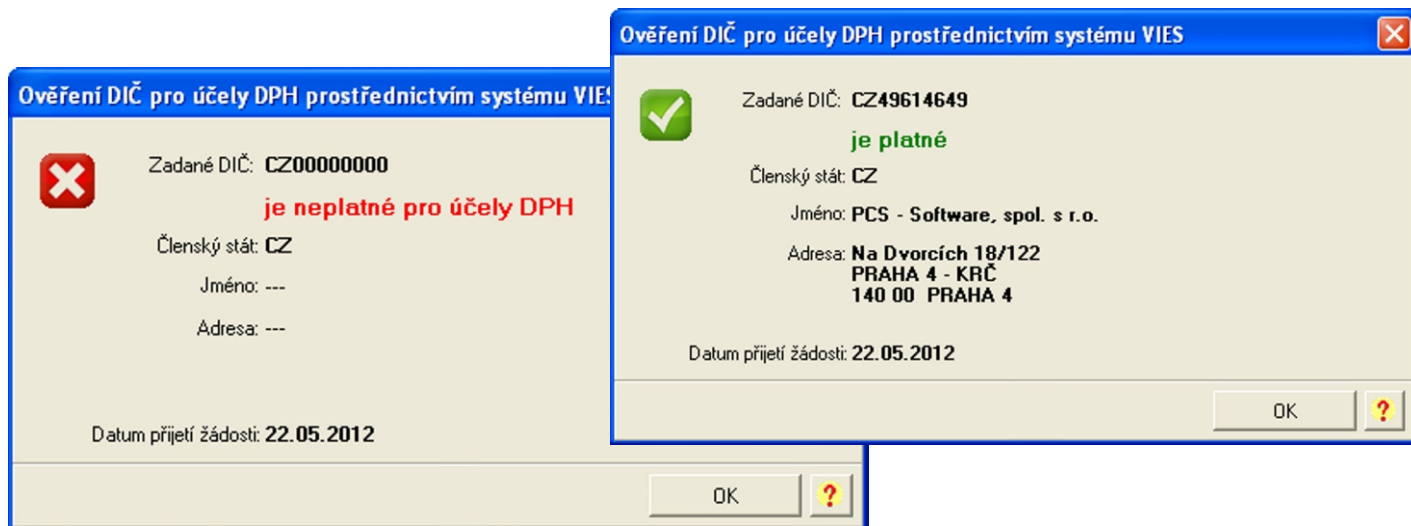 Ověření DIČ pro účely DPH prostřednictvím systému VIES
Zadané DIČ: CZ00000000
je neplatné pro účely DPH
Členský stát: CZ
Jméno: ---
Adresa: ---
Datum přijetí žádosti: 22.05.2012
OK
?
Ověření DIČ pro účely DPH prostřednictvím systému VIES
Zadané DIČ: CZ49614649
je platné
Členský stát: CZ
Jméno: PCS - Software, spol. s r.o.
Adresa: Na Dvorcích 18/122
PRAHA 4 - KRČ
140 00 PRAHA 4
Datum přijetí žádosti: 22.05.2012
OK
?